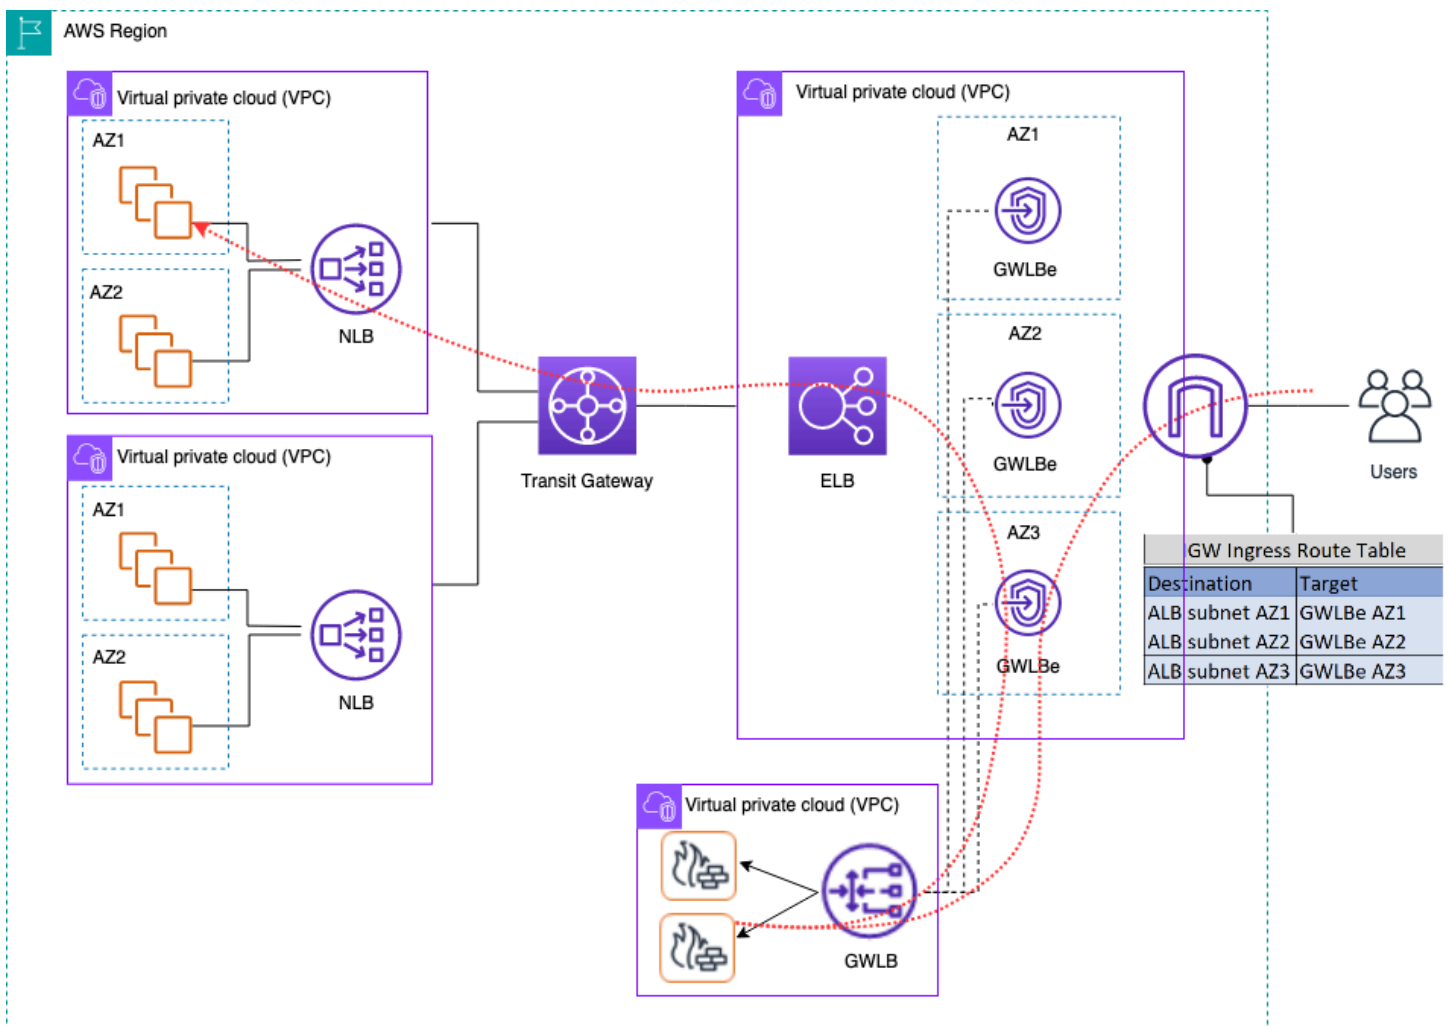 AWS Region
Virtual private cloud (VPC)
AZ1
AZ2
NLB
Virtual private cloud (VPC)
AZ1
AZ2
NLB
Transit Gateway
Virtual private cloud (VPC)
ELB
AZ1
GWLBe
AZ2
GWLBe
AZ3
GWLBe
Users
IGW Ingress Route Table
Destination Target
ALB subnet AZ1 GWLBe AZ1
ALB subnet AZ2 GWLBe AZ2
ALB subnet AZ3 GWLBe AZ3
Virtual private cloud (VPC)
GWLB